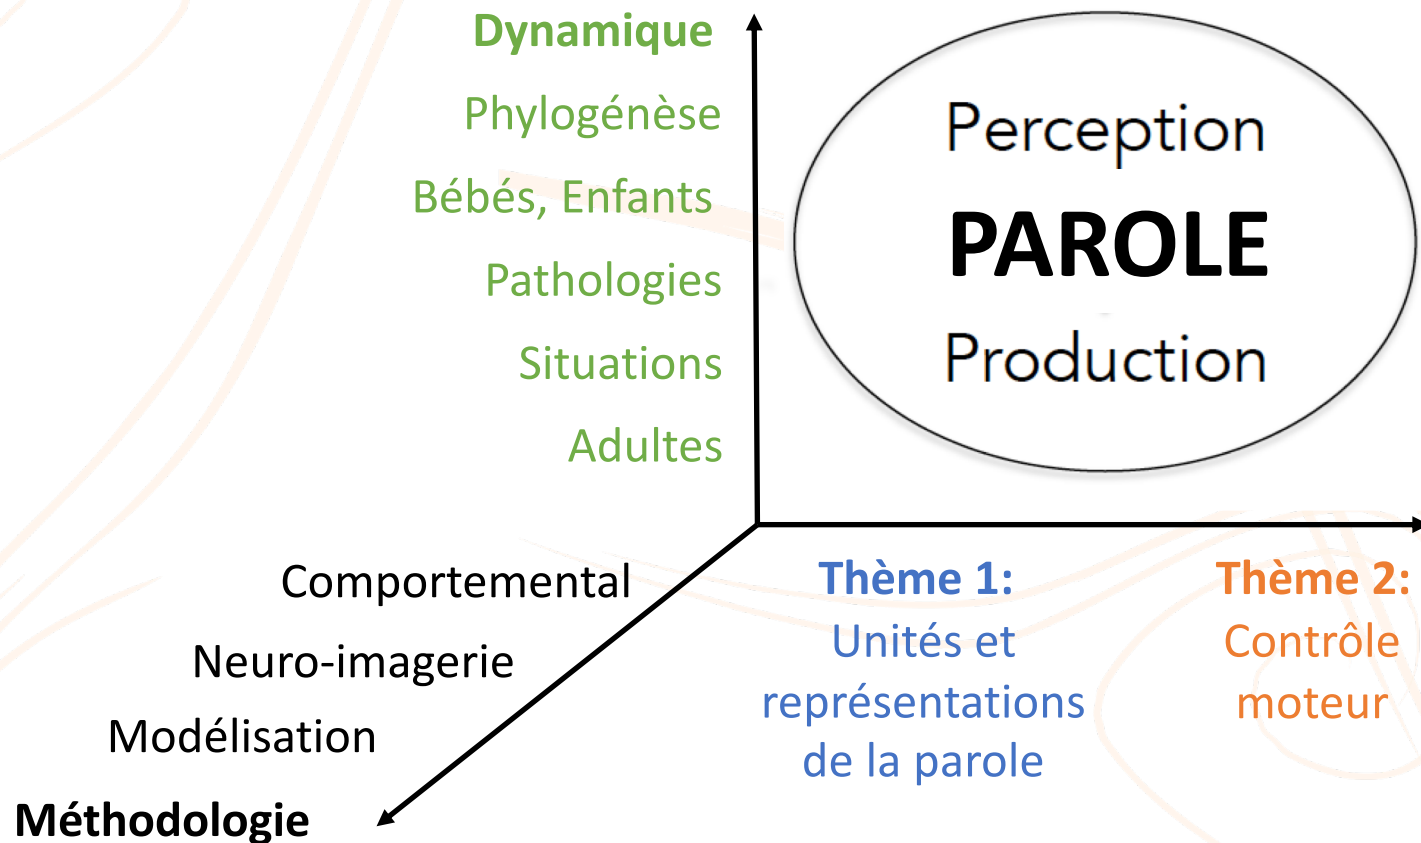 Dynamique
Phylogénèse
Bébés, Enfants
Pathologies
Situations
Adultes
Perception
PAROLE
Production
Comportemental
Neuro-imagerie
Modélisation
Méthodologie
Thème 1:
Unités et
représentations
de la parole
Thème 2:
Contrôle
moteur